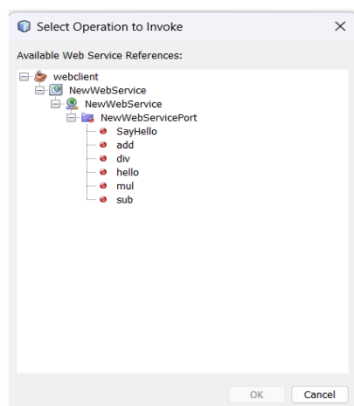 Select Operation to Invoke
Available Web Service References:
webclient
NewWebService
NewWebService
NewWebServicePort
SayHello
add
div
hello
mul
sub
OK Cancel